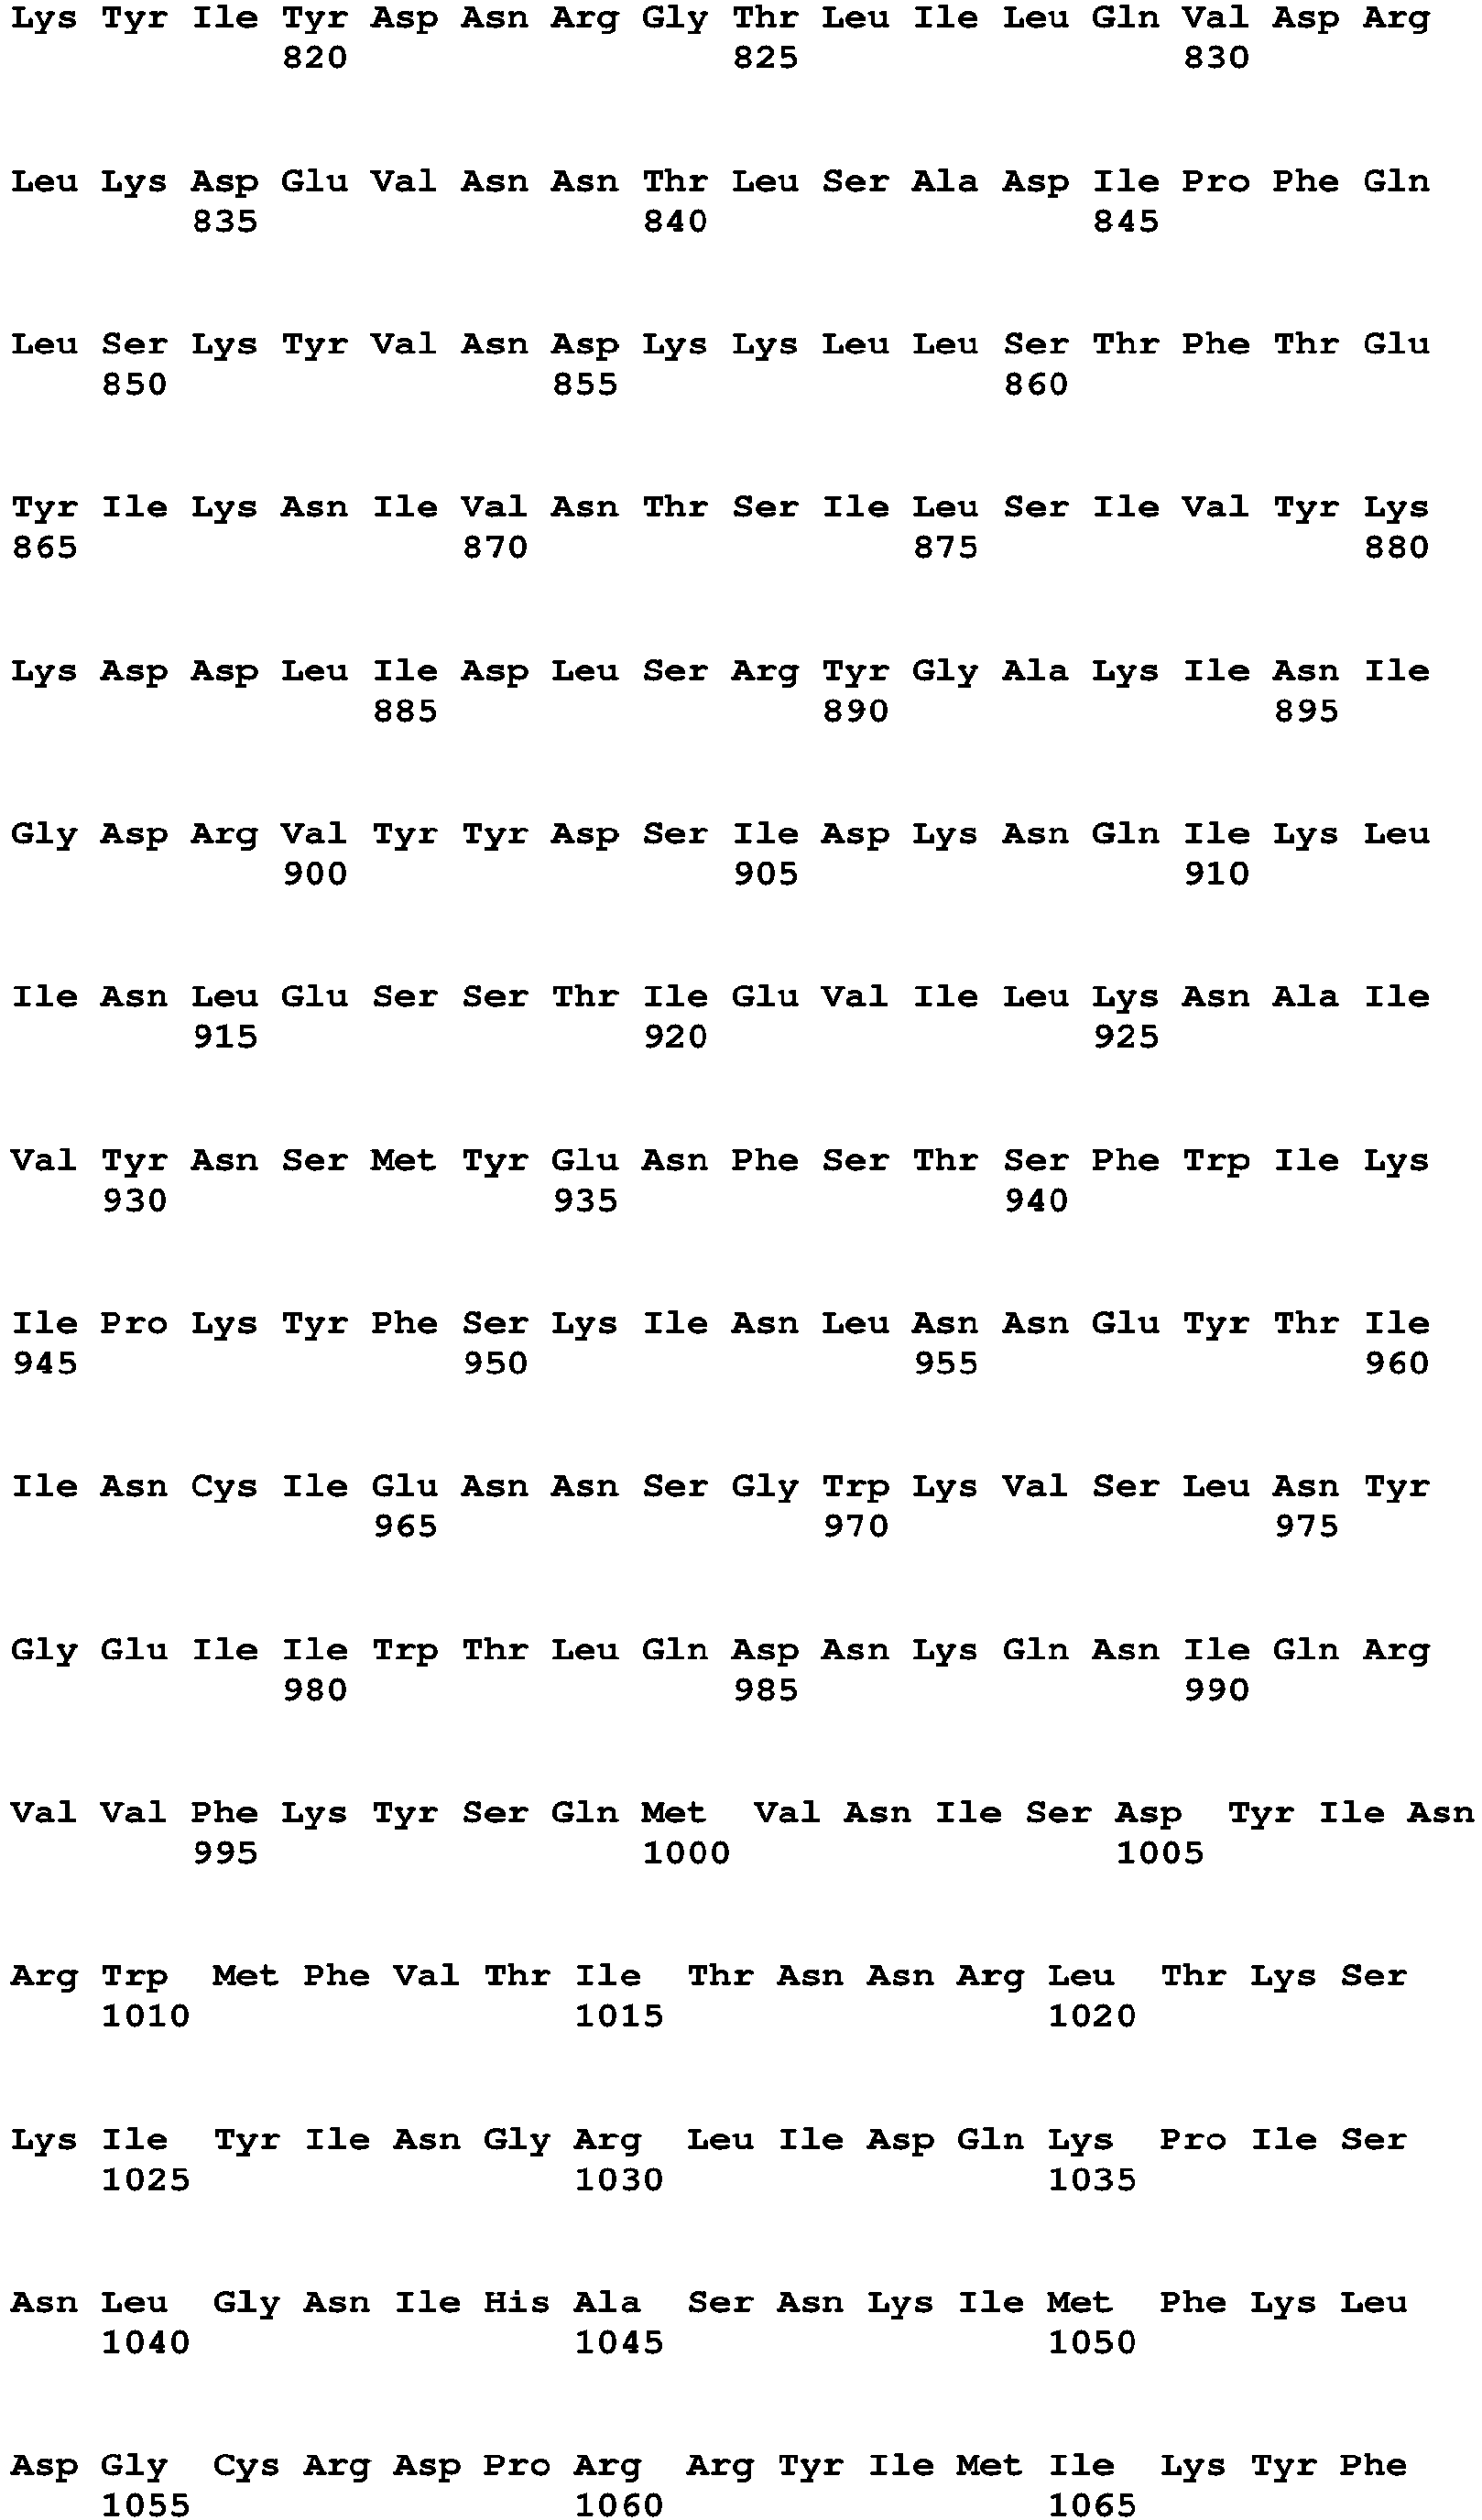 Lys Tyr Ile Tyr Asp Asn Arg Gly Thr Leu Ile Leu Gln Val Asp Arg
820 825 830
Leu Lys Asp Glu Val Asn Asn Thr Leu Ser Ala Asp Ile Pro Phe Gln
835 840 845
Leu Ser Lys Tyr Val Asn Asp Lys Lys Leu Leu Ser Thr Phe Thr Glu
850 855 860
Tyr Ile Lys Asn Ile Val Asn Thr Ser Ile Leu Ser Ile Val Tyr Lys
865 870 875 880
Lys Asp Asp Leu Ile Asp Leu Ser Arg Tyr Gly Ala Lys Ile Asn Ile
885 890 895
Gly Asp Arg Val Tyr Tyr Asp Ser Ile Asp Lys Asn Gln Ile Lys Leu
900 905 910
Ile Asn Leu Glu Ser Ser Thr Ile Glu Val Ile Leu Lys Asn Ala Ile
915 920 925
Val Tyr Asn Ser Met Tyr Glu Asn Phe Ser Thr Ser Phe Trp Ile Lys
930 935 940
Ile Pro Lys Tyr Phe Ser Lys Ile Asn Leu Asn Asn Glu Tyr Thr Ile
945 950 955 960
Ile Asn Cys Ile Glu Asn Asn Ser Gly Trp Lys Val Ser Leu Asn Tyr
965 970 975
Gly Glu Ile Ile Trp Thr Leu Gln Asp Asn Lys Gln Asn Ile Gln Arg
980 985 990
Val Val Phe Lys Tyr Ser Gln Met Val Asn Ile Ser Asp Tyr Ile Asn
995 1000 1005
Arg Trp Met Phe Val Thr Ile Thr Asn Asn Arg Leu Thr Lys Ser
1010 1015 1020
Lys Ile Tyr Ile Asn Gly Arg Leu Ile Asp Gln Lys Pro Ile Ser
1025 1030 1035
Asn Leu Gly Asn Ile His Ala Ser Asn Lys Ile Met Phe Lys Leu
1040 1045 1050
Asp Gly Cys Arg Asp Pro Arg Arg Tyr Ile Met Ile Lys Tyr Phe
1055 1060 1065